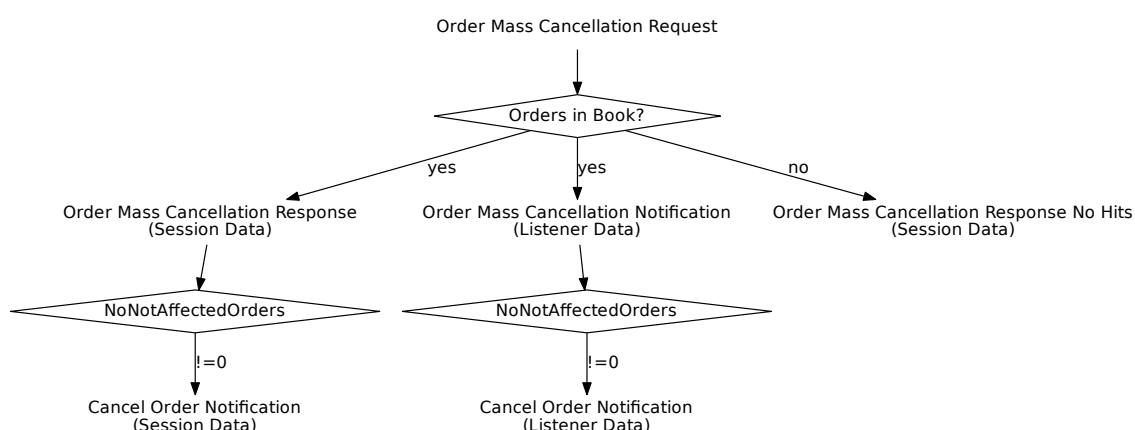 Order Mass Cancellation Request
Orders in Book?
yes
yes
no
Order Mass Cancellation Response
(Session Data)
Order Mass Cancellation Notification
(Listener Data)
Order Mass Cancellation Response No Hits
(Session Data)
NoNotAffectedOrders
NoNotAffectedOrders
!=0
!=0
Cancel Order Notification
(Session Data)
Cancel Order Notification
(Listener Data)